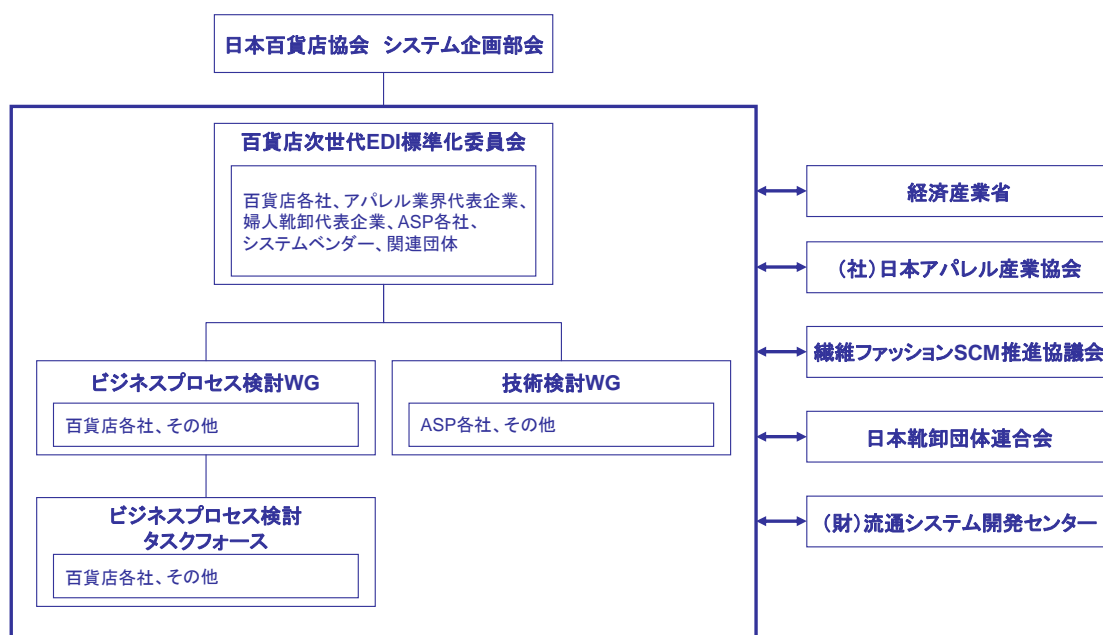 日本百貨店協会　システム企画部会
百貨店次世代EDI標準化委員会
百貨店各社、アパレル業界代表企業、
婦人靴卸代表企業、ASP各社、
システムベンダー、関連団体
ビジネスプロセス検討WG
百貨店各社、その他
技術検討WG
ASP各社、その他
ビジネスプロセス検討
タスクフォース
百貨店各社、その他
経済産業省
（社）日本アパレル産業協会
繊維ファッションSCM推進協議会
日本靴卸団体連合会
（財）流通システム開発センター